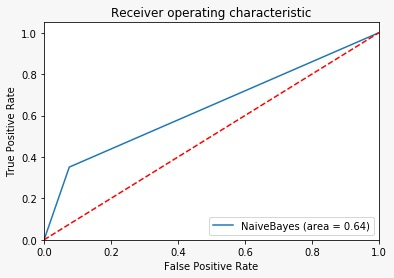 Receiver operating characteristic
True Positive Rate
1.0
0.8
0.6
0.4
0.2
0.0
NaiveBayes (area = 0.64)
0.0 0.2 0.4 0.6 0.8 1.0
False Positive Rate